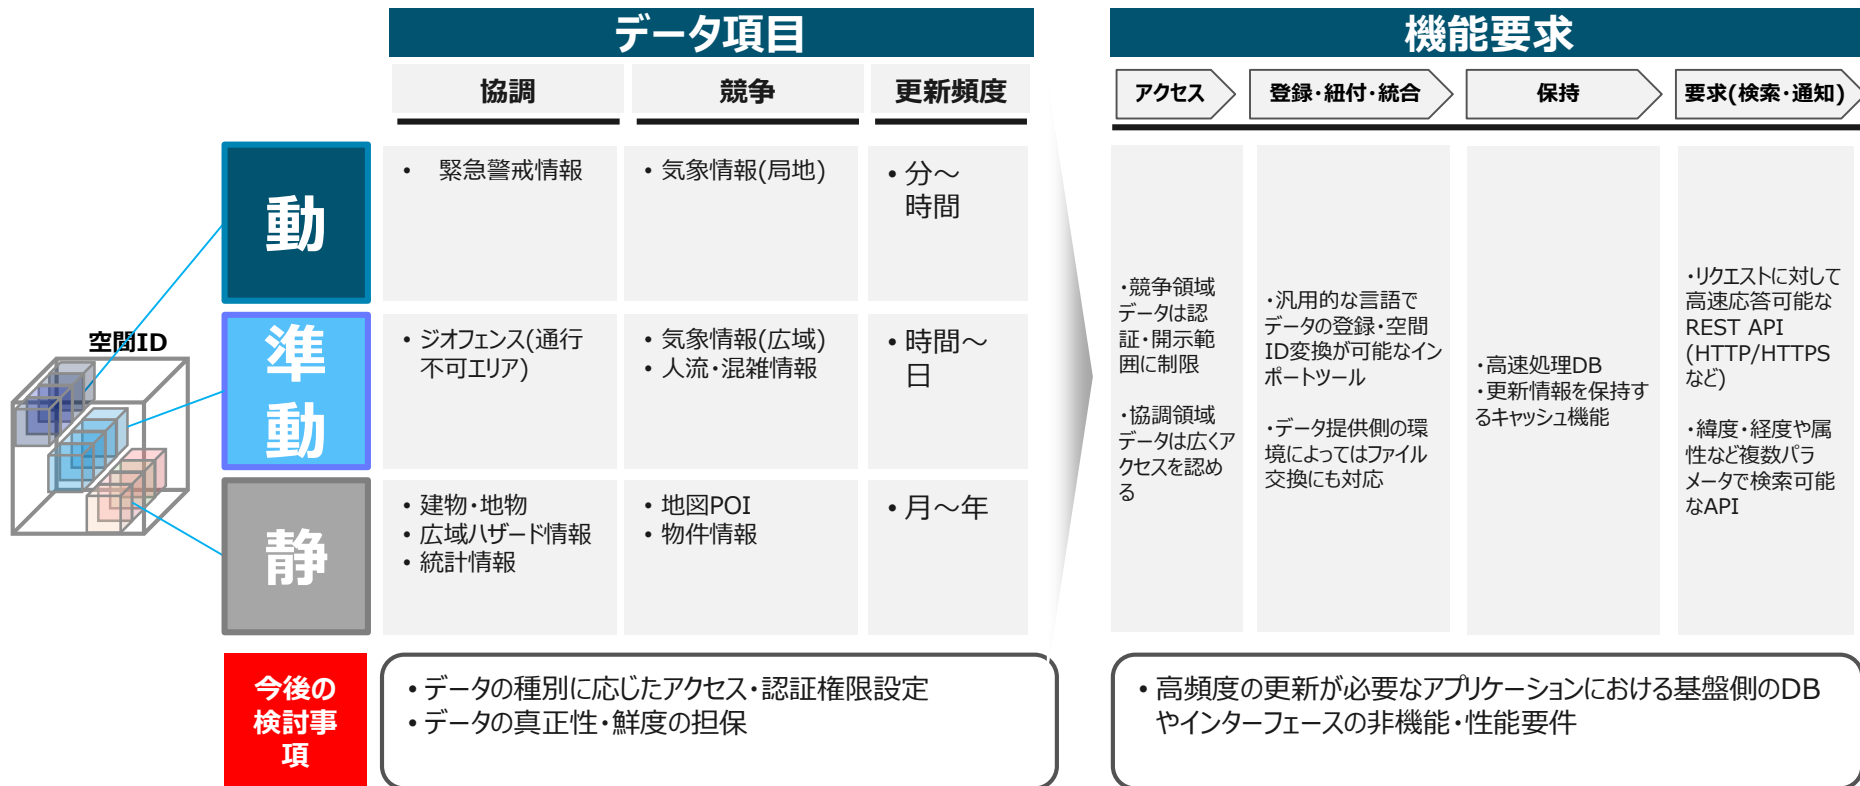 データ項目
機能要求
協調
競争
更新頻度
アクセス
登録・紐付・統合
保持
要求(検索・通知)
空間ID
動
• 緊急警戒情報
• 気象情報(局地)
• 分～
時間
準
動
• ジオフェンス(通行
不可エリア)
• 気象情報(広域)
• 人流・混雑情報
• 時間～
日
静
• 建物・地物
• 広域ハザード情報
• 統計情報
• 地図POI
• 物件情報
• 月～年
・競争領域
データは認
証・開示範
囲に制限
・協調領域
データは広くア
クセスを認め
る
・汎用的な言語で
データの登録・空間
ID変換が可能なイン
ポートツール
・データ提供側の環
境によってはファイル
交換にも対応
・高速処理DB
・更新情報を保持す
るキャッシュ機能
・リクエストに対して
高速応答可能な
REST API
(HTTP/HTTPS
など)
・緯度・経度や属
性など複数パラ
メータで検索可能
なAPI
今後の
検討事
項
• データの種別に応じたアクセス・認証権限設定
• データの真正性・鮮度の担保
• 高頻度の更新が必要なアプリケーションにおける基盤側のDB
やインターフェースの非機能・性能要件